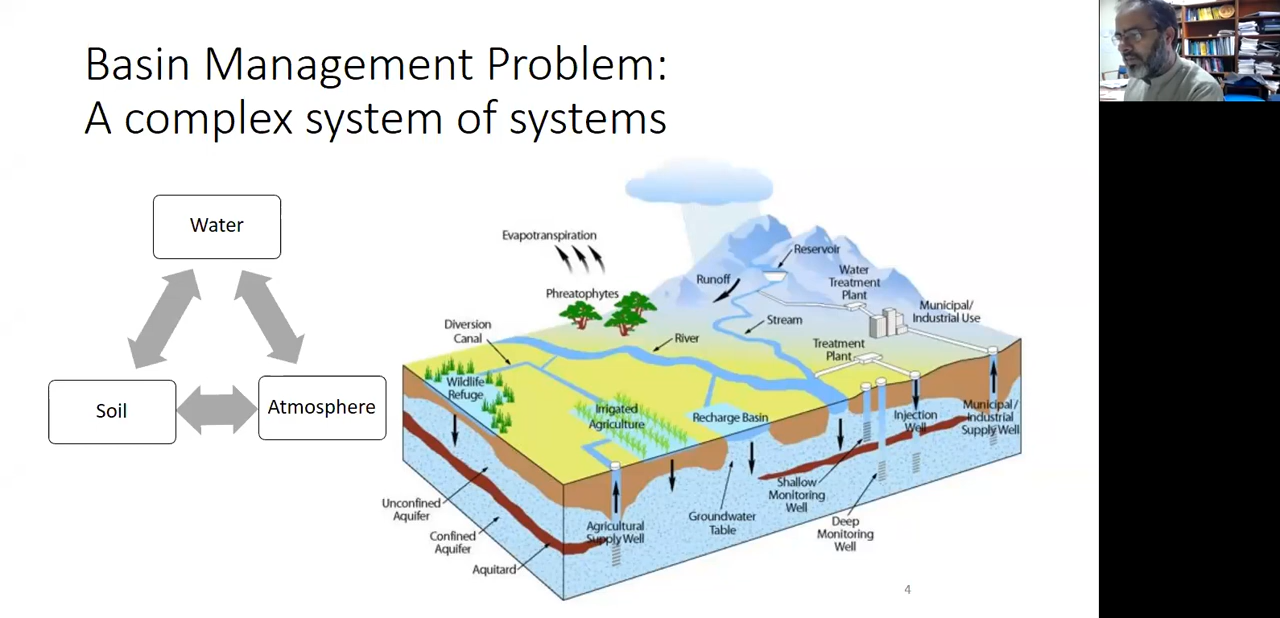 Basin Management Problem:
A complex system of systems
Water
Soil
Atmosphere
Evapotranspiration
Phreatophytes
Diversion
Canal
Wildlife
Refuge
Irrigated
Agriculture
River
Recharge Basin
Runoff
Reservoir
Stream
Water
Treatment
Plant
Municipal/
Industrial Use
Treatment
Plant
Injection
Well
Municipal/
Industrial
Supply Well
Shallow
Monitoring
Well
Deep
Monitoring
Well
Groundwater
Table
Agricultural
Supply Well
Unconfined
Aquifer
Confined
Aquifer
Aquitard
4